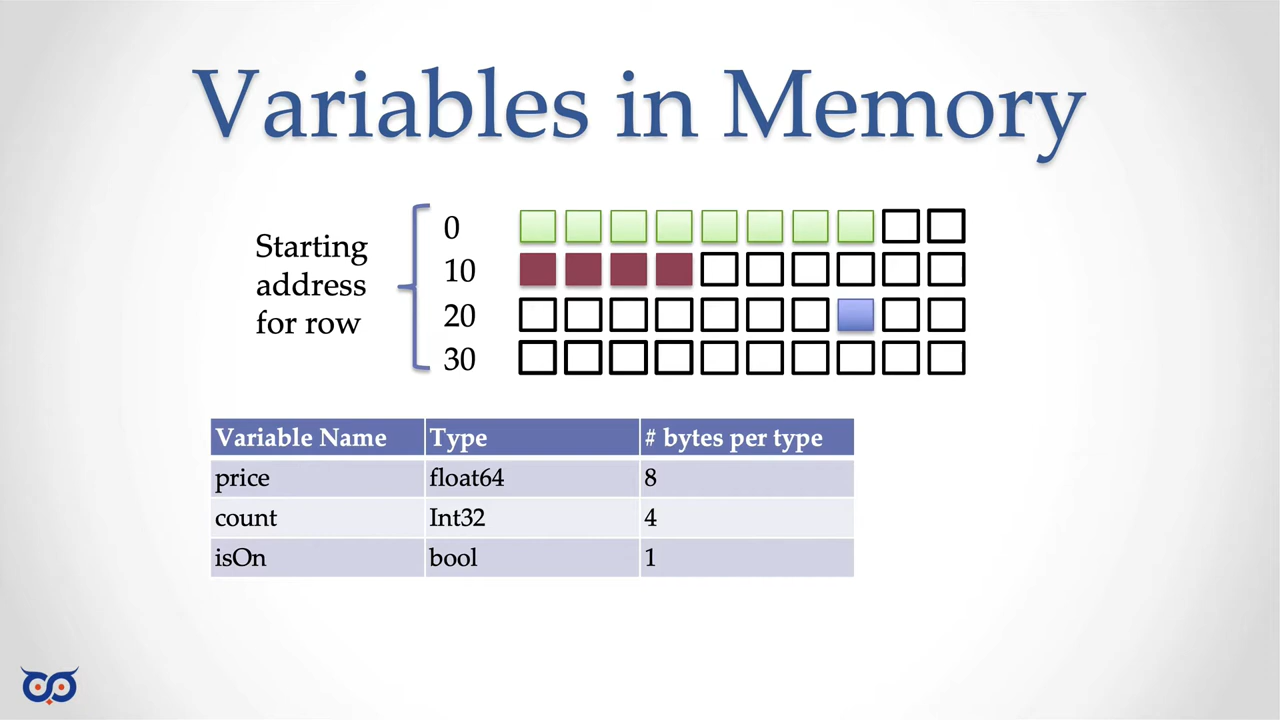 Variables in Memory
Starting
address
for row
0
10
20
30
Variable Name Type # bytes per type
price float64 8
count Int32 4
isOn bool 1